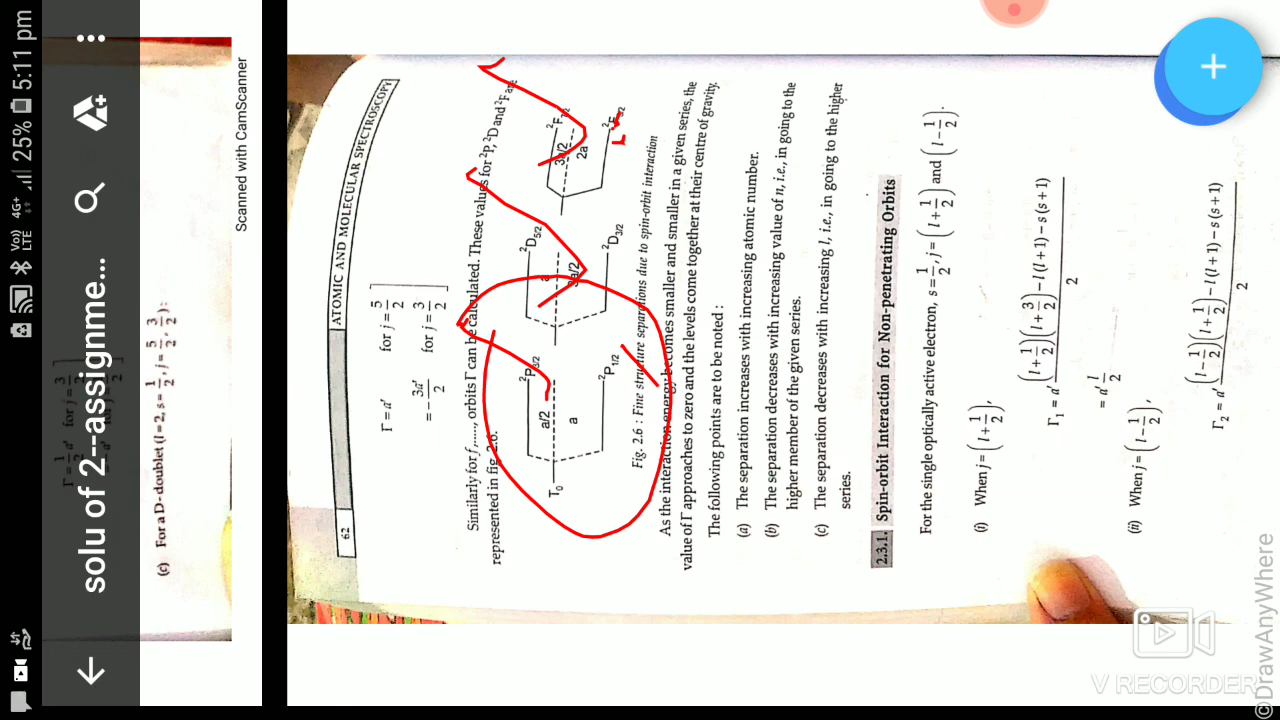 5:11 pm
25%
4G+
Vo))
LTE
solu of 2--assignme...
Γ = 1/2 a' for j = 3/2
(c) For a D-doublet (l = 2, s = 1/2, j = 5/2, 3/2):
Scanned with CamScanner
62 ATOMIC AND MOLECULAR SPECTROSCOPY
Γ = a' for j = 5/2
= - 3a'/2 for j = 3/2
Similarly for f,......, orbits Γ can be calculated. These values for ²P, ²D and ²F are
represented in fig. 2.6.
T₀ a/2 a ²P3/2 ²P1/2
a 3a/2 ²D5/2 ²D3/2
3a/2 2a ²F7/2
Fig. 2.6 : Fine structure separations due to spin-orbit interaction
As the interaction energy becomes smaller and smaller in a given series, the
value of Γ approaches to zero and the levels come together at their centre of gravity.
The following points are to be noted :
(a) The separation increases with increasing atomic number.
(b) The separation decreases with increasing value of n, i.e., in going to the
higher member of the given series.
(c) The separation decreases with increasing l, i.e., in going to the higher
series.
2.3.1. Spin-orbit Interaction for Non-penetrating Orbits
For the single optically active electron, s = 1/2, j = (l + 1/2) and (l - 1/2).
(i) When j = (l + 1/2),
Γ₁ = a' ((l + 1/2)(l + 3/2) - l (l + 1) - s (s + 1))/2
= a' l/2
(ii) When j = (l - 1/2),
Γ₂ = a' ((l - 1/2)(l + 1/2) - l (l + 1) - s (s + 1))/2
V RECORDER
©DrawAnyWhere